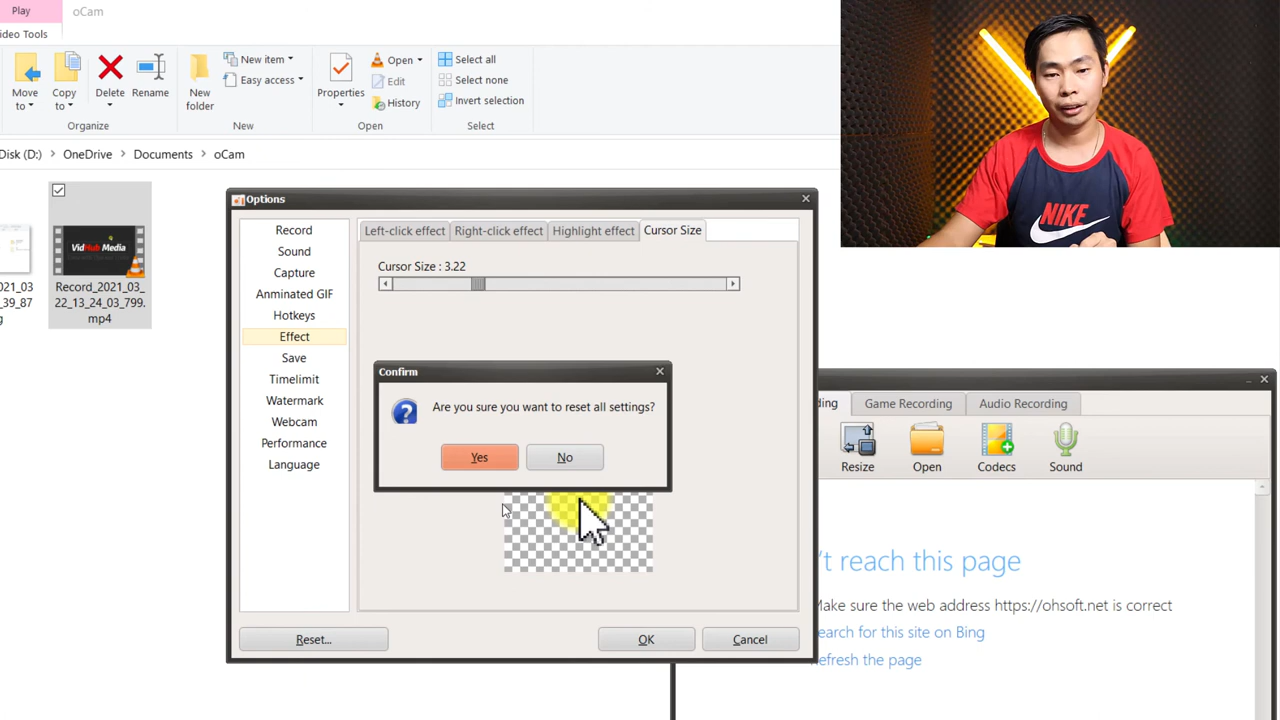 Play
oCam
ideo Tools
Move to
Copy to
Delete
Rename
New folder
New item
Easy access
Properties
Open
Edit
History
Select all
Select none
Invert selection
Organize
New
Open
Select
Disk (D:) > OneDrive > Documents > oCam
VidHub Media
021_03
_39_87
g
Record_2021_03_
22_13_24_03_799.
mp4
Options
Record
Sound
Capture
Anminated GIF
Hotkeys
Effect
Save
Timelimit
Watermark
Webcam
Performance
Language
Left-click effect
Right-click effect
Highlight effect
Cursor Size
Cursor Size : 3.22
Confirm
Are you sure you want to reset all settings?
Yes
No
Reset...
OK
Cancel
NIKE
ding
Game Recording
Audio Recording
Resize
Open
Codecs
Sound
't reach this page
Make sure the web address https://ohsoft.net is correct
earch for this site on Bing
efresh the page